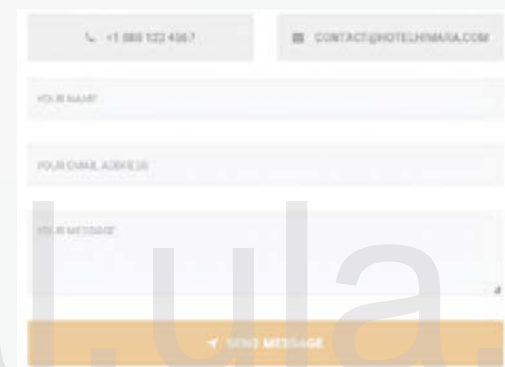 +1 888 123 4567
CONTACT@HOTELHIMARA.COM
YOUR NAME
YOUR EMAIL ADDRESS
YOUR MESSAGE
SEND MESSAGE